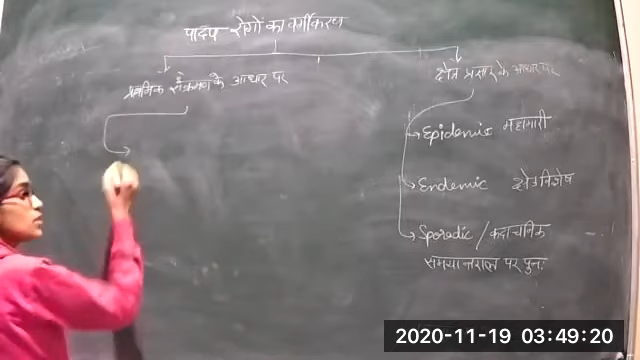 पादप रोगों का वर्गीकरण
प्राथमिक संक्रमण के आधार पर
क्षेत्र प्रसार के आधार पर
Epidemic महामारी
Endemic क्षेत्र विशेष
Sporadic / कदाचनिक
समयान्तराल पर पुनः
2020-11-19 03:49:20